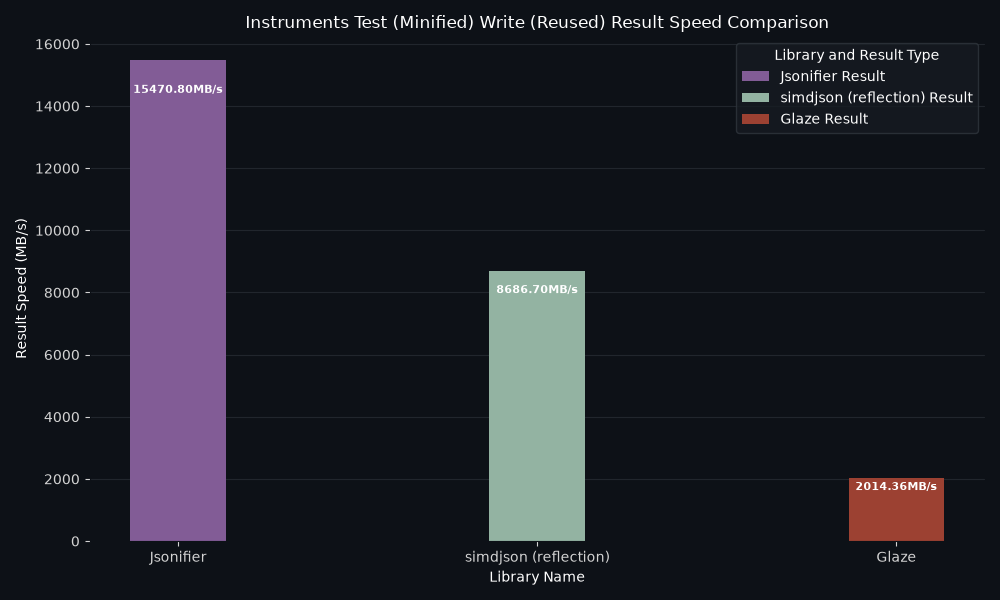 Instruments Test (Minified) Write (Reused) Result Speed Comparison
Library and Result Type
Jsonifier Result
simdjson (reflection) Result
Glaze Result
Result Speed (MB/s)
16000
14000
12000
10000
8000
6000
4000
2000
0
15470.80MB/s
8686.70MB/s
2014.36MB/s
Jsonifier
simdjson (reflection)
Glaze
Library Name